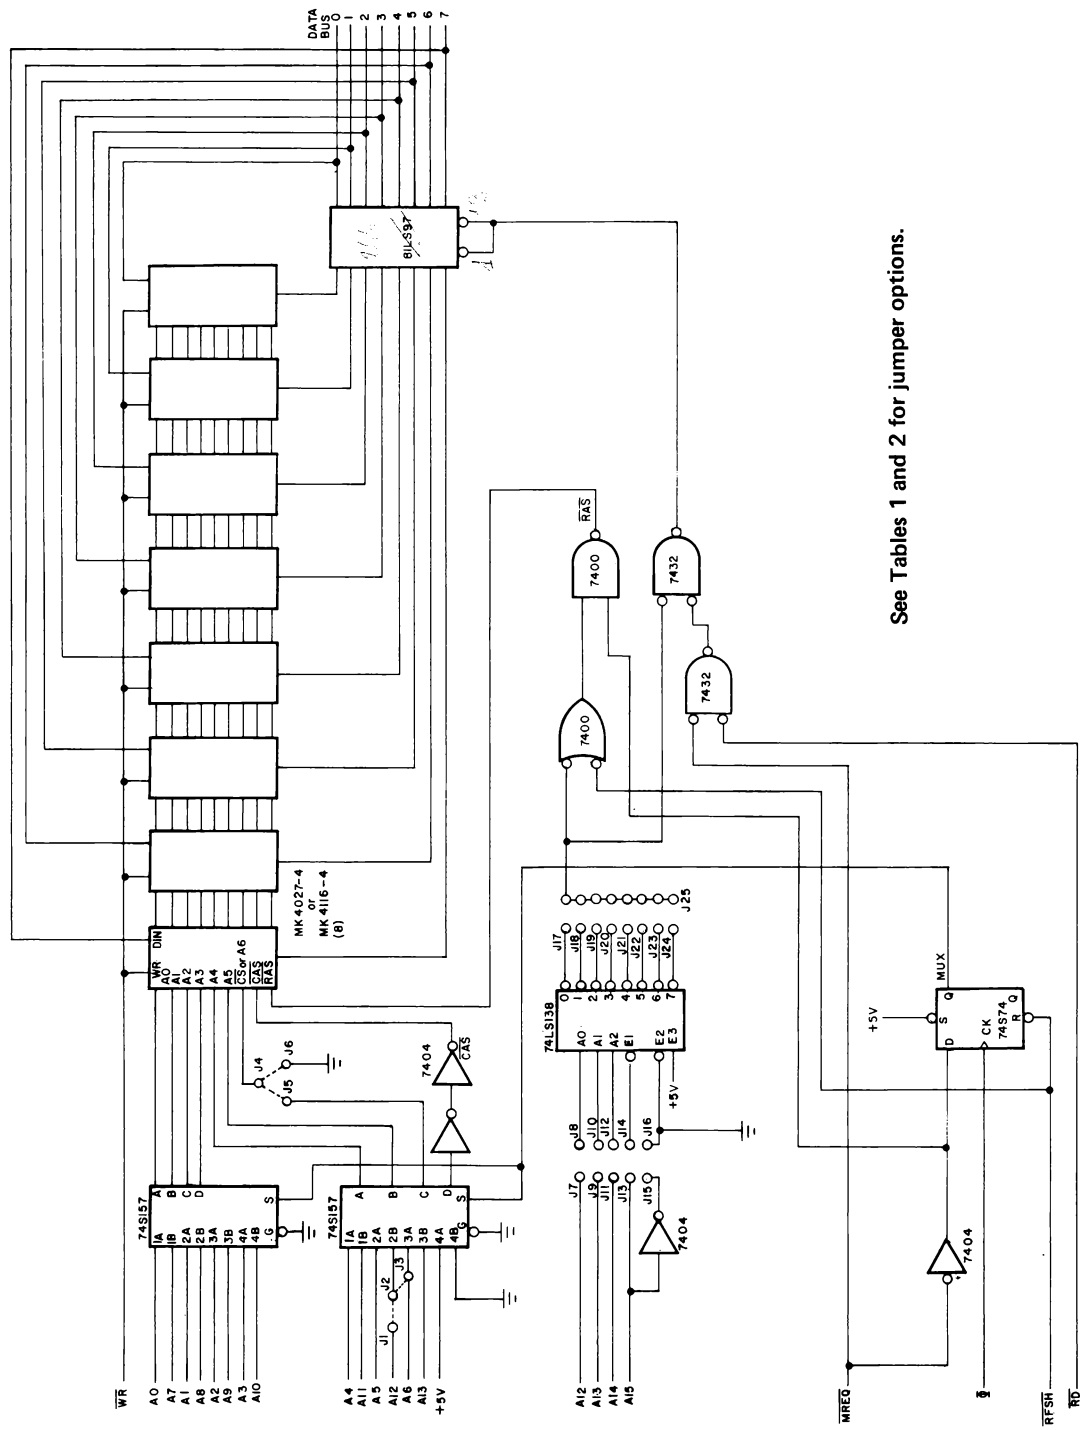 DATA
BUS
0
1
2
3
4
5
6
7
81LS97
DIN
WR
A0
A1
A2
A3
A4
A5
CS or A6
CAS
RAS
MK4027-4
or
MK4116-4
(8)
J4
J6
J5
7404
CAS
74S157
1A
1B
2A
2B
3A
3B
4A
4B
G
A
B
C
D
S
74S157
1A
1B
2A
2B
3A
3B
4A
4B
G
A
B
C
D
S
J1
J2
J3
WR
A0
A7
A1
A8
A2
A9
A3
A10
A4
A11
A5
A12
A6
A13
+5V
RAS
7400
7400
7432
7432
74LS138
A0
A1
A2
E1
E2
E3
0
1
2
3
4
5
6
7
J17
J18
J19
J20
J21
J22
J23
J24
J25
+5V
J8
J10
J12
J14
J16
J7
J9
J11
J13
J15
7404
A12
A13
A14
A15
MUX
+5V
D
S
Q
CK
74S74
R
Q
7404
MREQ
Φ
RFSH
RD
See Tables 1 and 2 for jumper options.